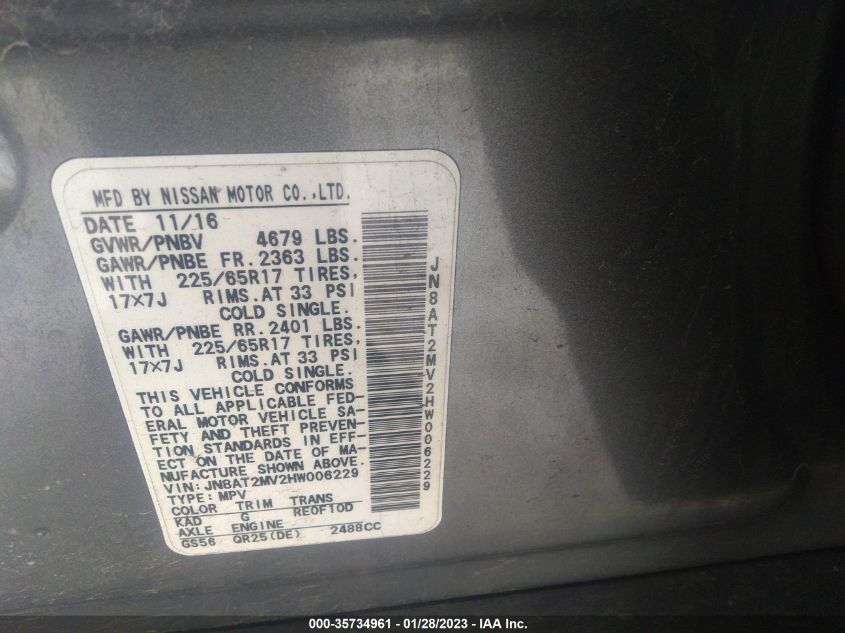 MFD BY NISSAN MOTOR CO.,LTD.
DATE 11/16
GVWR/PNBV 4679 LBS.
GAWR/PNBE FR. 2363 LBS.
WITH 225/65R17 TIRES,
17X7J RIMS.AT 33 PSI
COLD SINGLE.
GAWR/PNBE RR. 2401 LBS.
WITH 225/65R17 TIRES,
17X7J RIMS.AT 33 PSI
COLD SINGLE.
THIS VEHICLE CONFORMS
TO ALL APPLICABLE FED-
ERAL MOTOR VEHICLE SA-
FETY AND THEFT PREVEN-
TION STANDARDS IN EFF-
ECT ON THE DATE OF MA-
NUFACTURE SHOWN ABOVE.
VIN: JN8AT2MV2HW006229
TYPE: MPV
COLOR TRIM TRANS
KAD G RE0F10D
AXLE ENGINE
GS56 QR25(DE) 2488CC
JN8AT2MV2HW006229
000-35734961 - 01/28/2023 - IAA Inc.